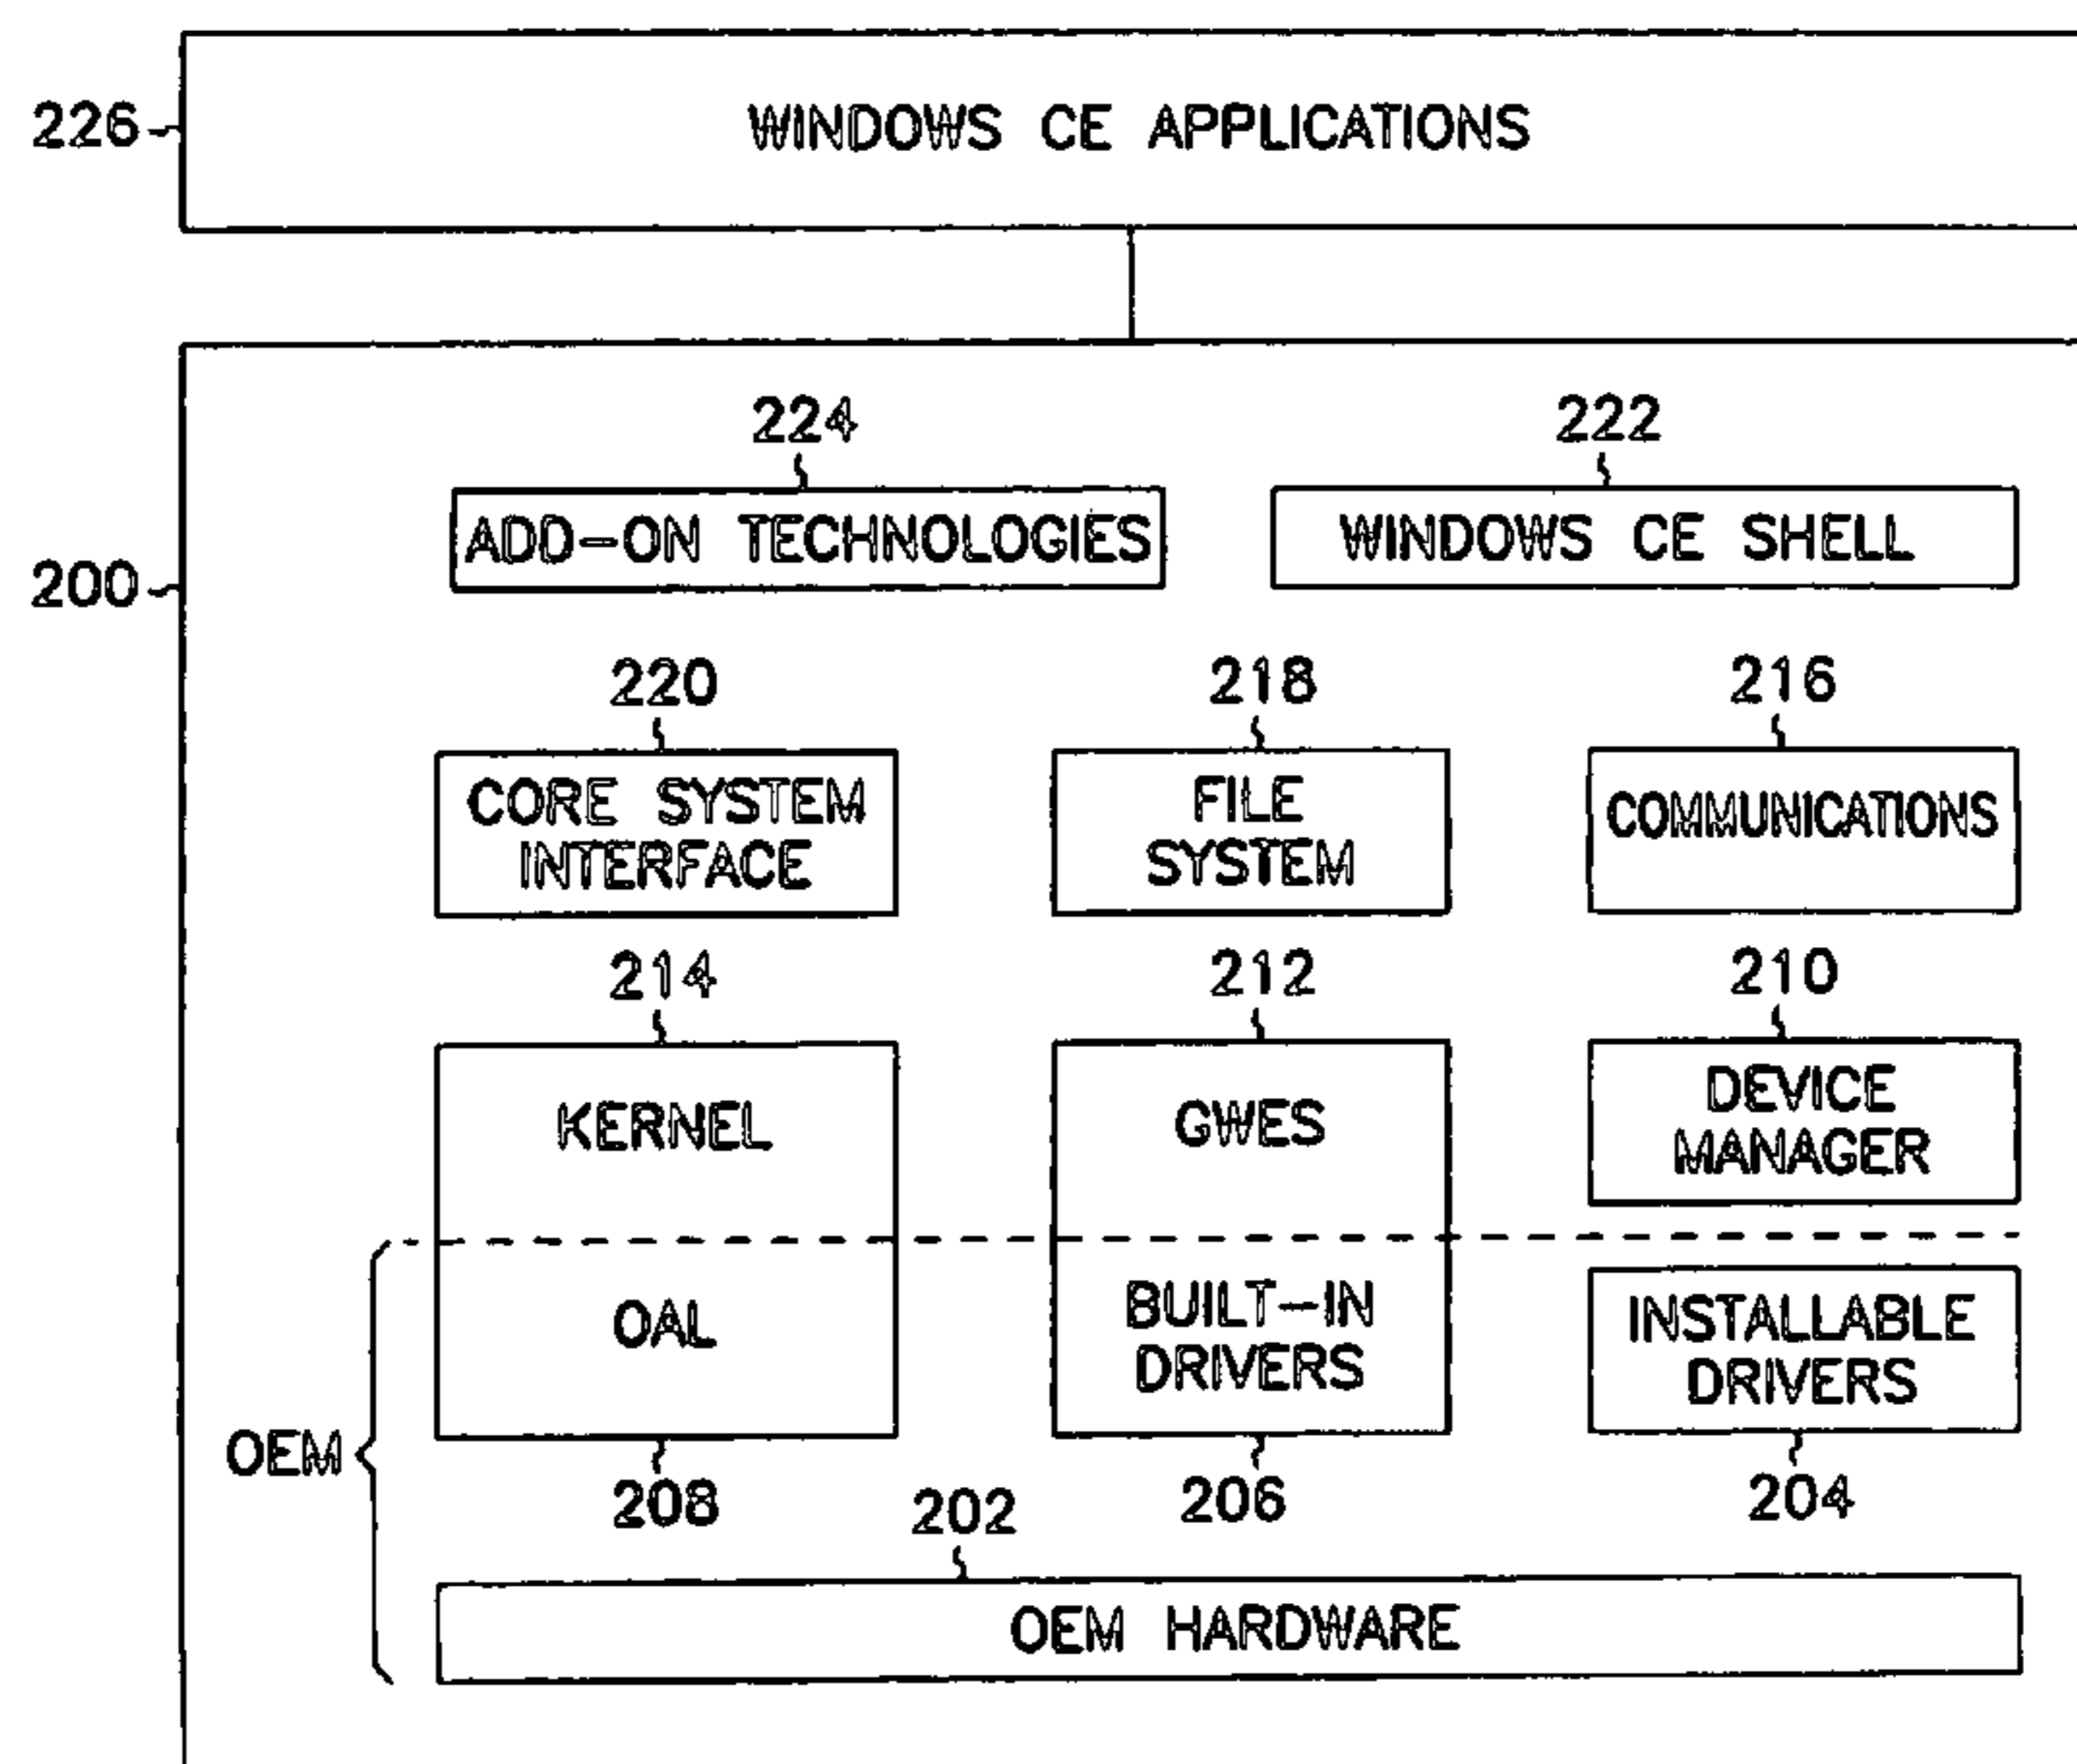 226
WINDOWS CE APPLICATIONS
200
224
222
ADD-ON TECHNOLOGIES
WINDOWS CE SHELL
220
218
216
CORE SYSTEM
INTERFACE
FILE
SYSTEM
COMMUNICATIONS
214
212
210
KERNEL
GWES
DEVICE
MANAGER
OAL
BUILT-IN
DRIVERS
INSTALLABLE
DRIVERS
OEM
208
202
206
204
OEM HARDWARE